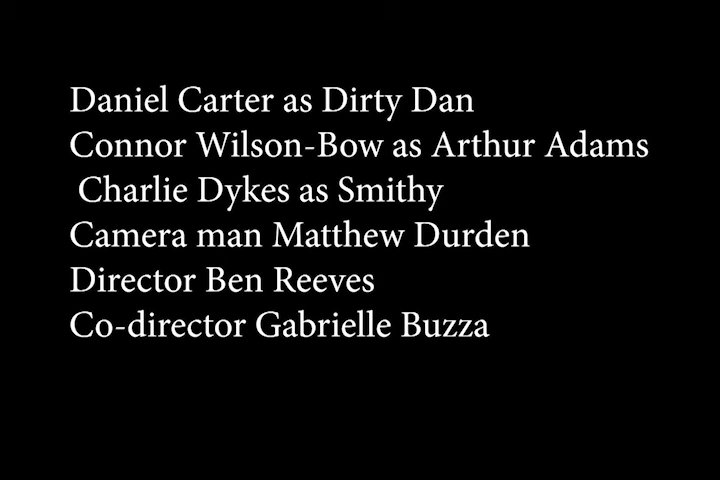 Daniel Carter as Dirty Dan
Connor Wilson-Bow as Arthur Adams
Charlie Dykes as Smithy
Camera man Matthew Durden
Director Ben Reeves
Co-director Gabrielle Buzza